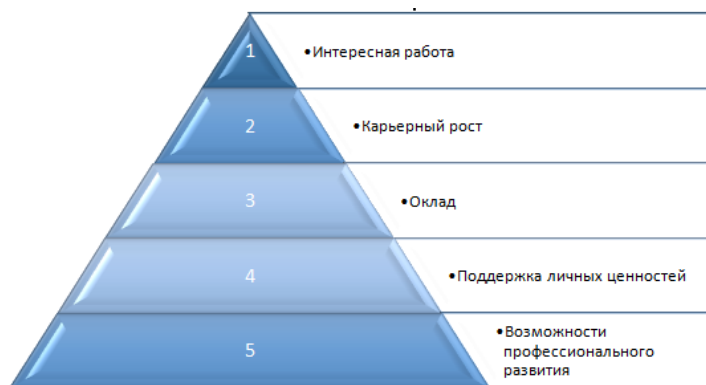 1
•Интересная работа
2
•Карьерный рост
3
•Оклад
4
•Поддержка личных ценностей
5
•Возможности
профессионального
развития